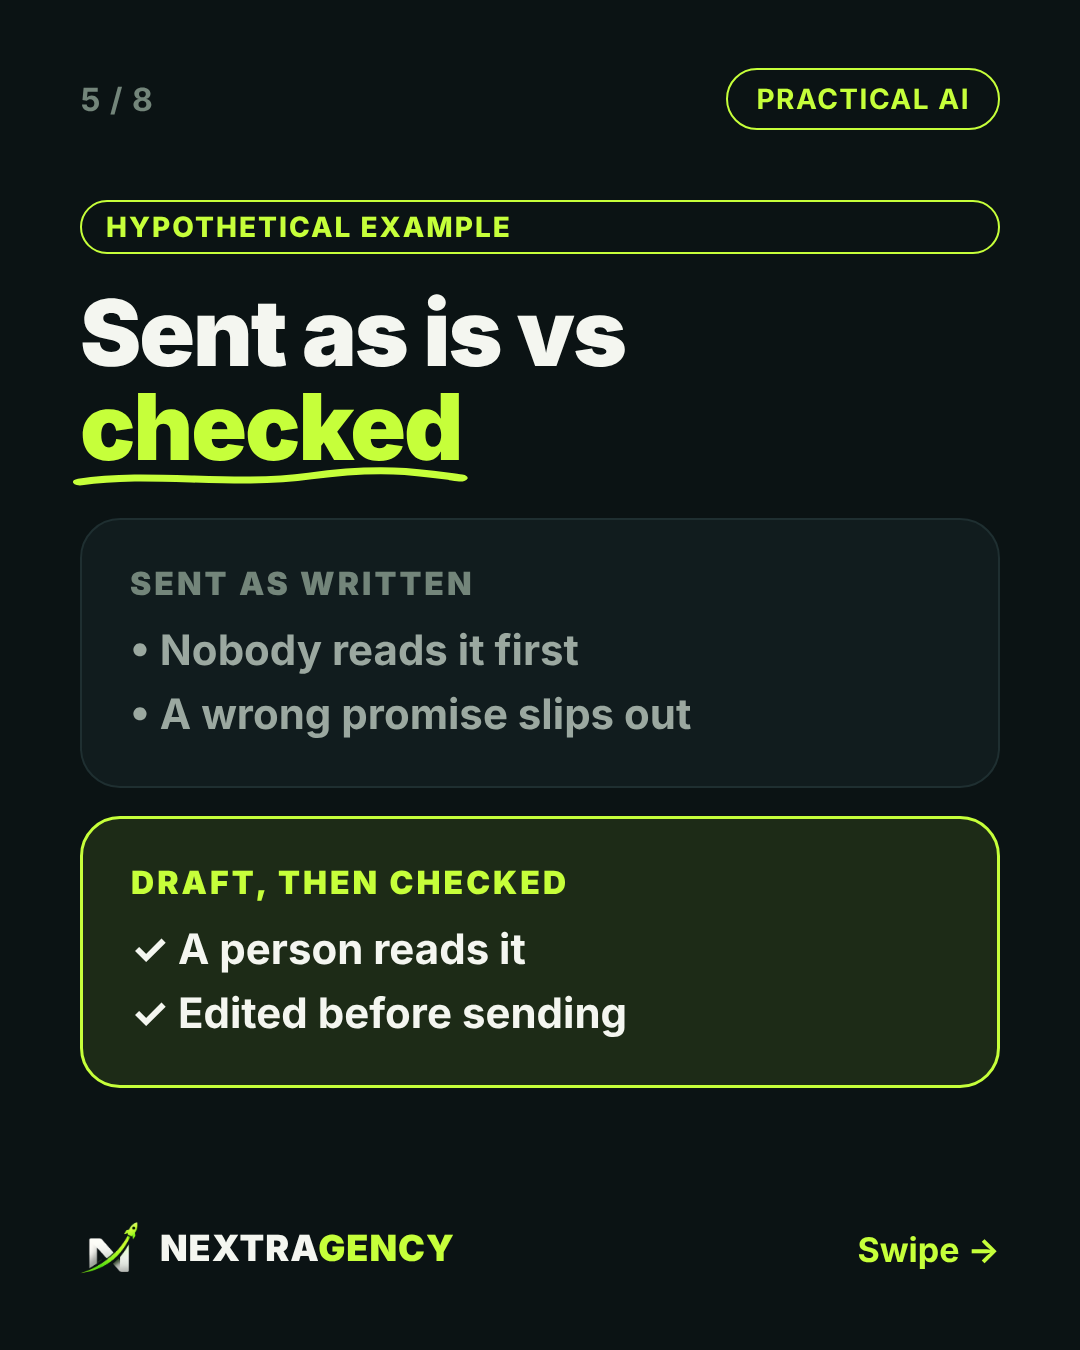 5 / 8
PRACTICAL AI
HYPOTHETICAL EXAMPLE
Sent as is vs
checked
SENT AS WRITTEN
• Nobody reads it first
• A wrong promise slips out
DRAFT, THEN CHECKED
✓ A person reads it
✓ Edited before sending
NEXTRAGENCY
Swipe →